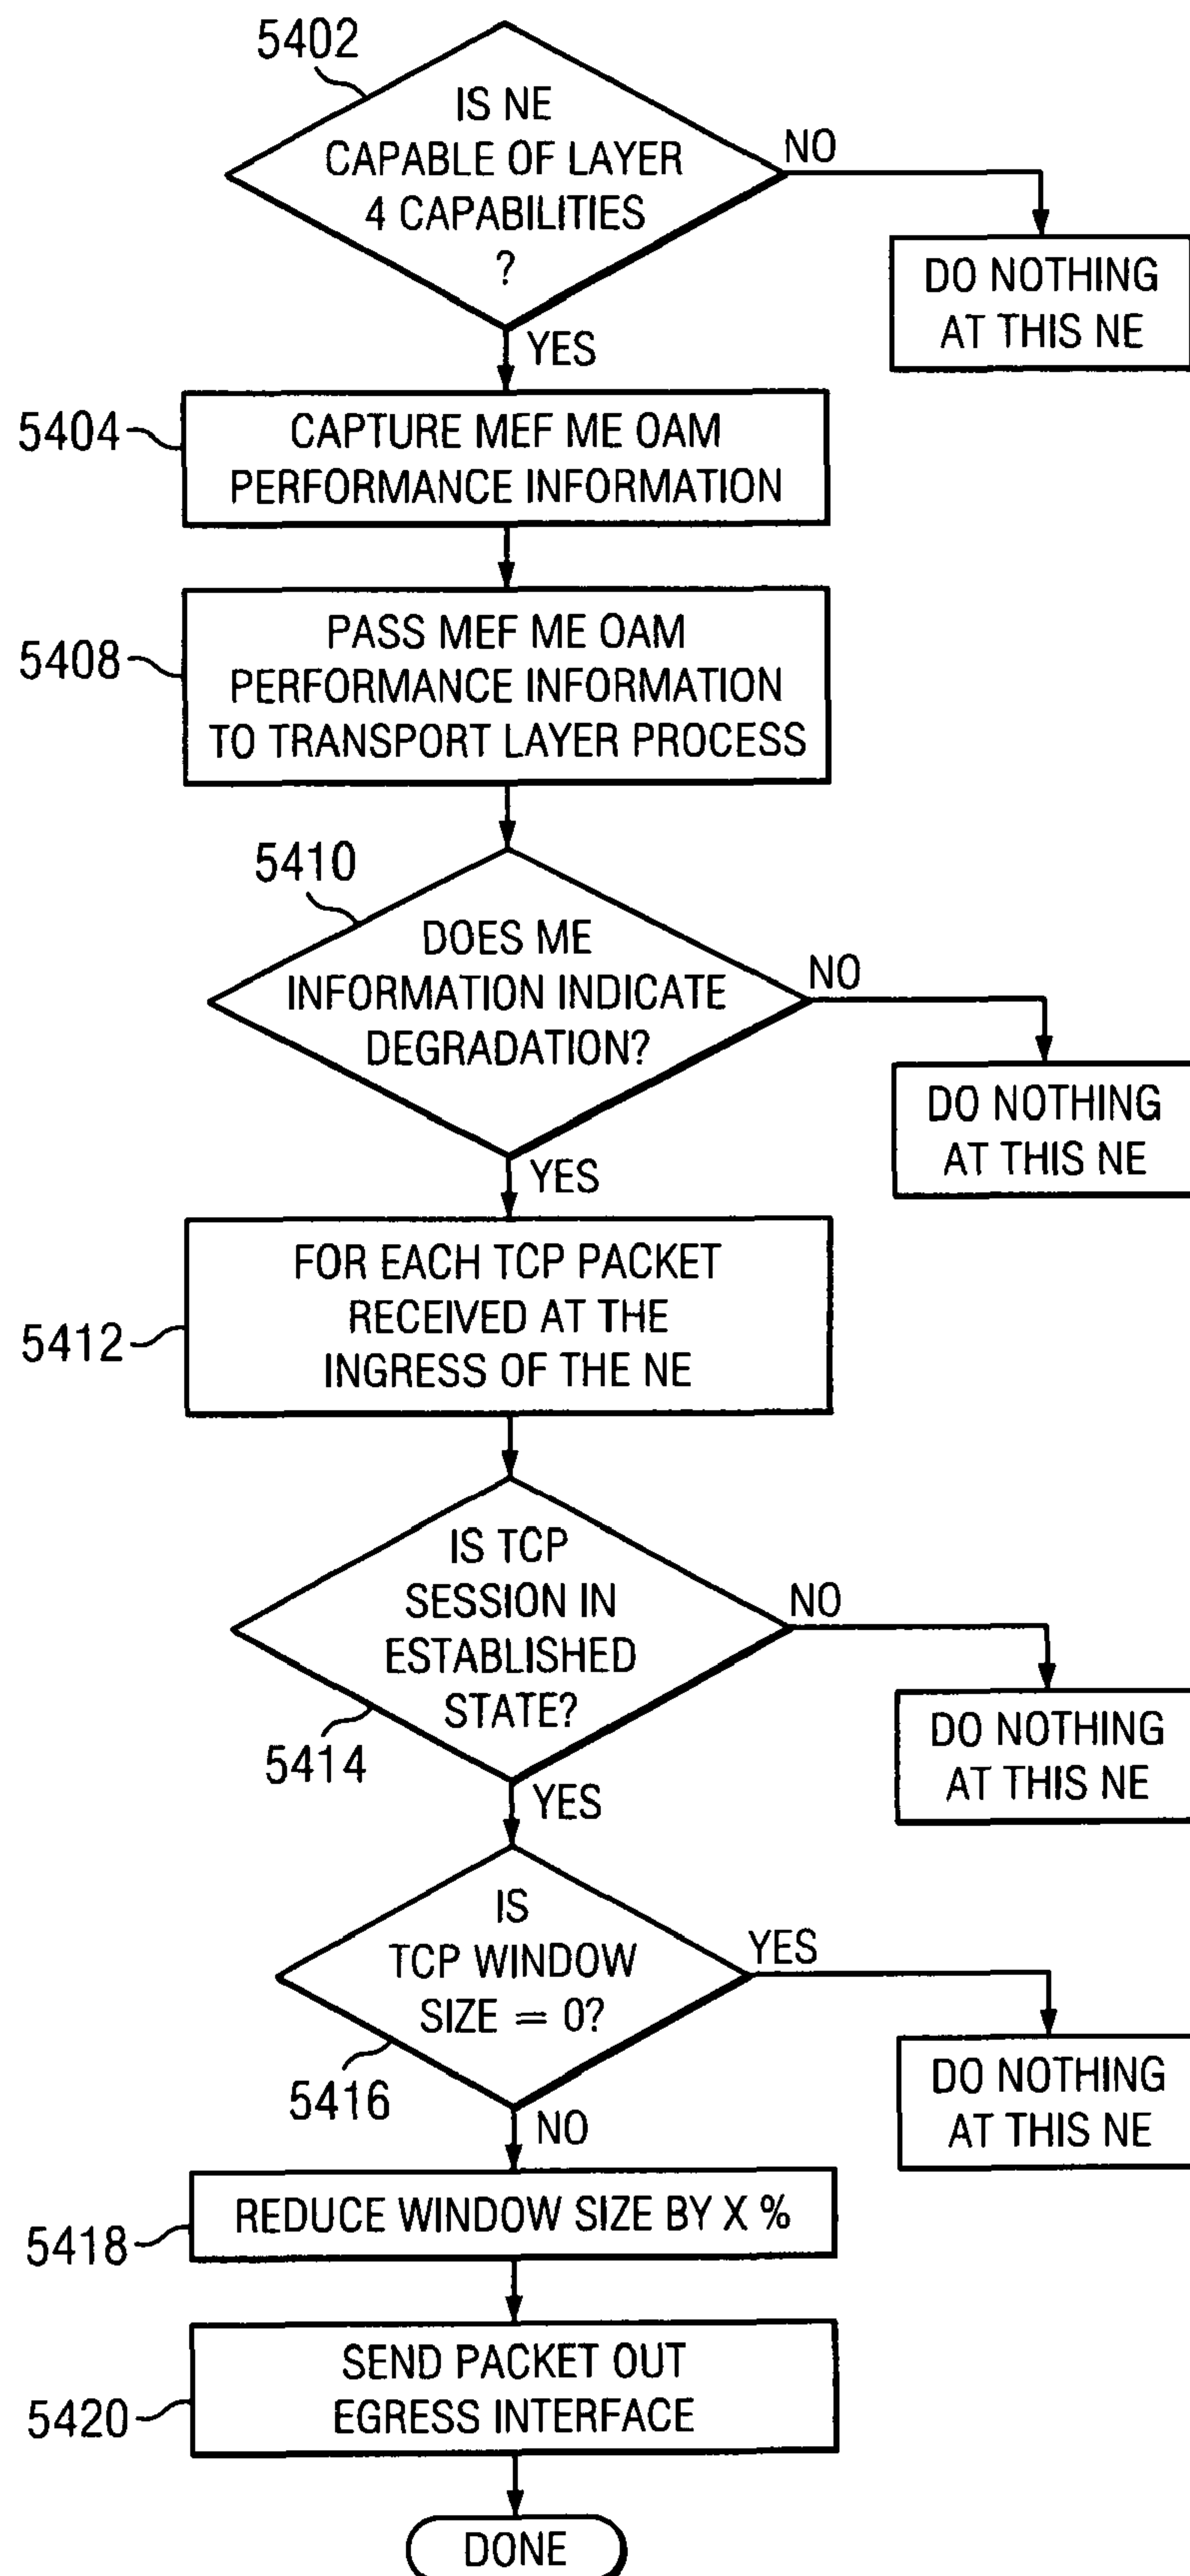 5402
IS NE
CAPABLE OF LAYER
4 CAPABILITIES
?
NO
DO NOTHING
AT THIS NE
YES
5404
CAPTURE MEF ME OAM
PERFORMANCE INFORMATION
5408
PASS MEF ME OAM
PERFORMANCE INFORMATION
TO TRANSPORT LAYER PROCESS
5410
DOES ME
INFORMATION INDICATE
DEGRADATION?
NO
DO NOTHING
AT THIS NE
YES
5412
FOR EACH TCP PACKET
RECEIVED AT THE
INGRESS OF THE NE
IS TCP
SESSION IN
ESTABLISHED
STATE?
5414
NO
DO NOTHING
AT THIS NE
YES
IS
TCP WINDOW
SIZE = 0?
5416
YES
DO NOTHING
AT THIS NE
NO
5418
REDUCE WINDOW SIZE BY X %
5420
SEND PACKET OUT
EGRESS INTERFACE
DONE